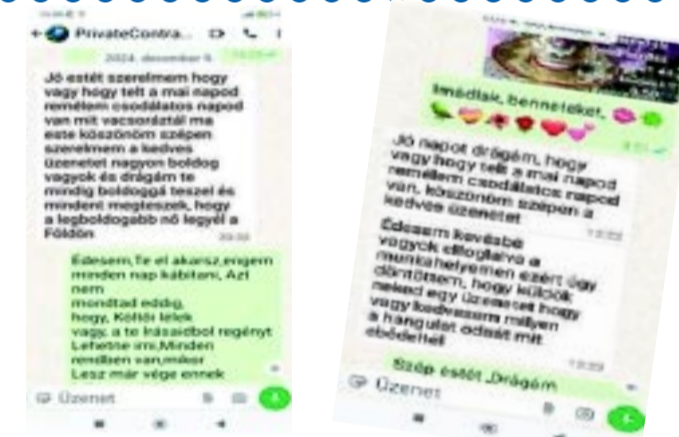 PrivateContra...
2024. december 9.
Jó estét szerelmem hogy
vagy hogy telt a mai napod
remélem csodálatos napod
van mit vacsoráztál ma
este köszönöm szépen
szerelmem a kedves
üzenetet nagyon boldog
vagyok és drágám te
mindig boldoggá teszel és
mindent megteszek, hogy
a legboldogabb nő legyél a
Földön
Édesem,Te el akarsz,engem
minden nap kábítani, Azt
nem
mondtad eddig,
hogy, Költői lélek
vagy, a te írásaidbol regényt
Lehetne írni,Minden
rendben van,mikor
Lesz már vége ennek
Üzenet
Imádlak, benneteket,
Jó napot drágám, hogy
vagy hogy telt a mai napod
remélem csodálatos napod
van, köszönöm szépen a
kedves üzenetet
Édesem kevésbé
vagyok elfoglalva a
munkahelyemen ezért úgy
döntöttem, hogy küldök
neked egy üzenetet hogy
vagy kedvesem milyen
a hangulat odaát mit
ebédeltél
Szép estét ,Drágám
Üzenet